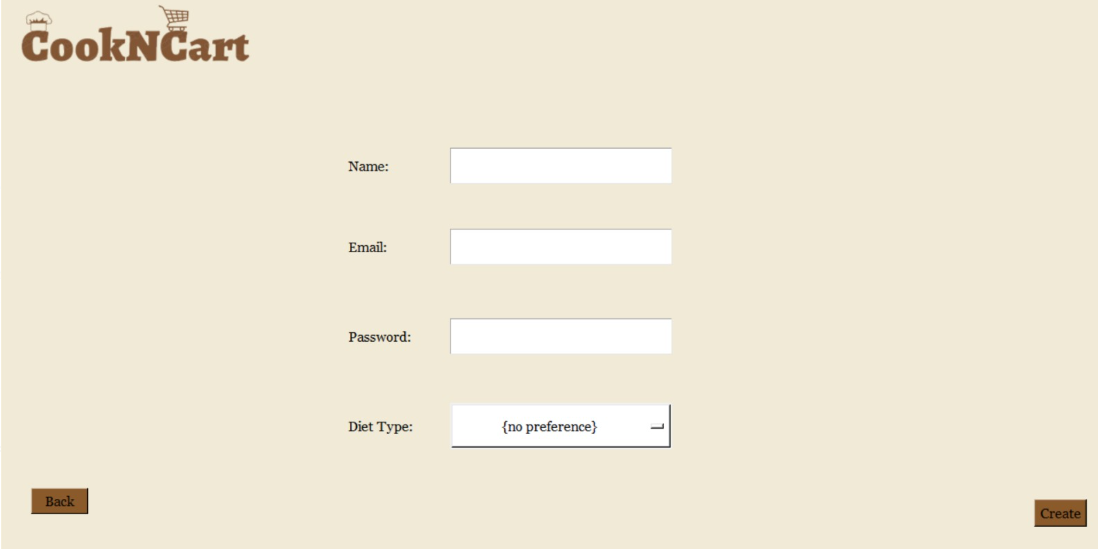 CookNCart
Name:
Email:
Password:
Diet Type: {no preference}
Back
Create